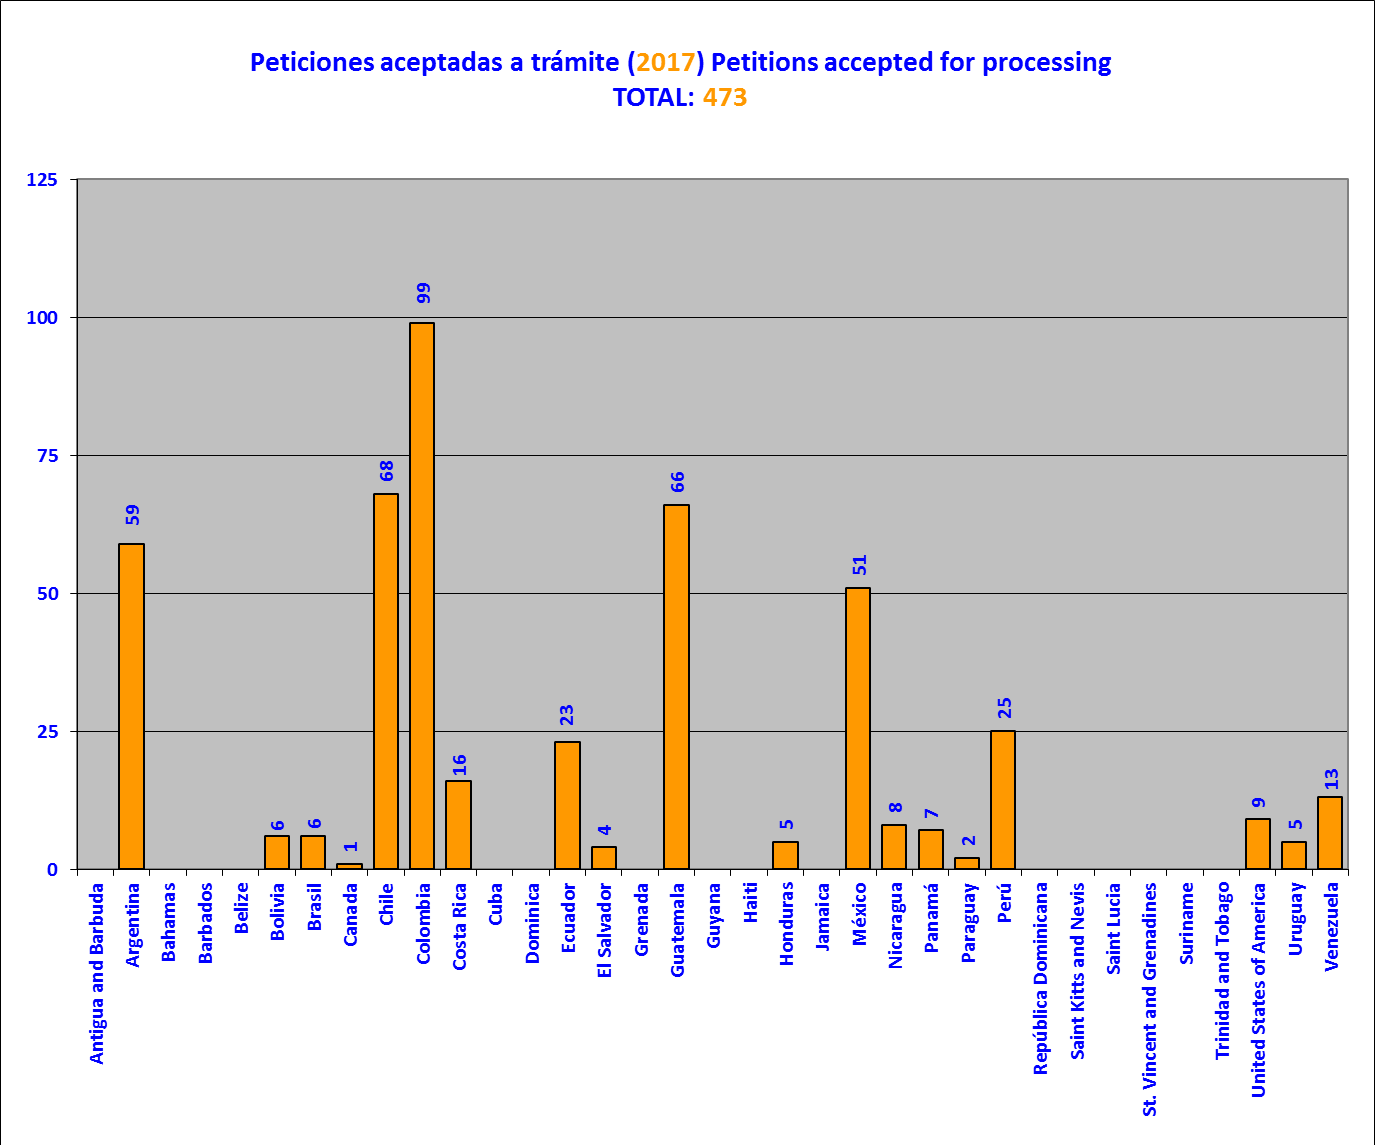 Peticiones aceptadas a trámite (2017) Petitions accepted for processing
TOTAL: 473
125
100
75
50
25
0
59
6
6
1
68
99
16
23
4
66
5
51
8
7
2
25
9
5
13
Antigua and Barbuda
Argentina
Bahamas
Barbados
Belize
Bolivia
Brasil
Canada
Chile
Colombia
Costa Rica
Cuba
Dominica
Ecuador
El Salvador
Grenada
Guatemala
Guyana
Haiti
Honduras
Jamaica
México
Nicaragua
Panamá
Paraguay
Perú
República Dominicana
Saint Kitts and Nevis
Saint Lucia
St. Vincent and Grenadines
Suriname
Trinidad and Tobago
United States of America
Uruguay
Venezuela